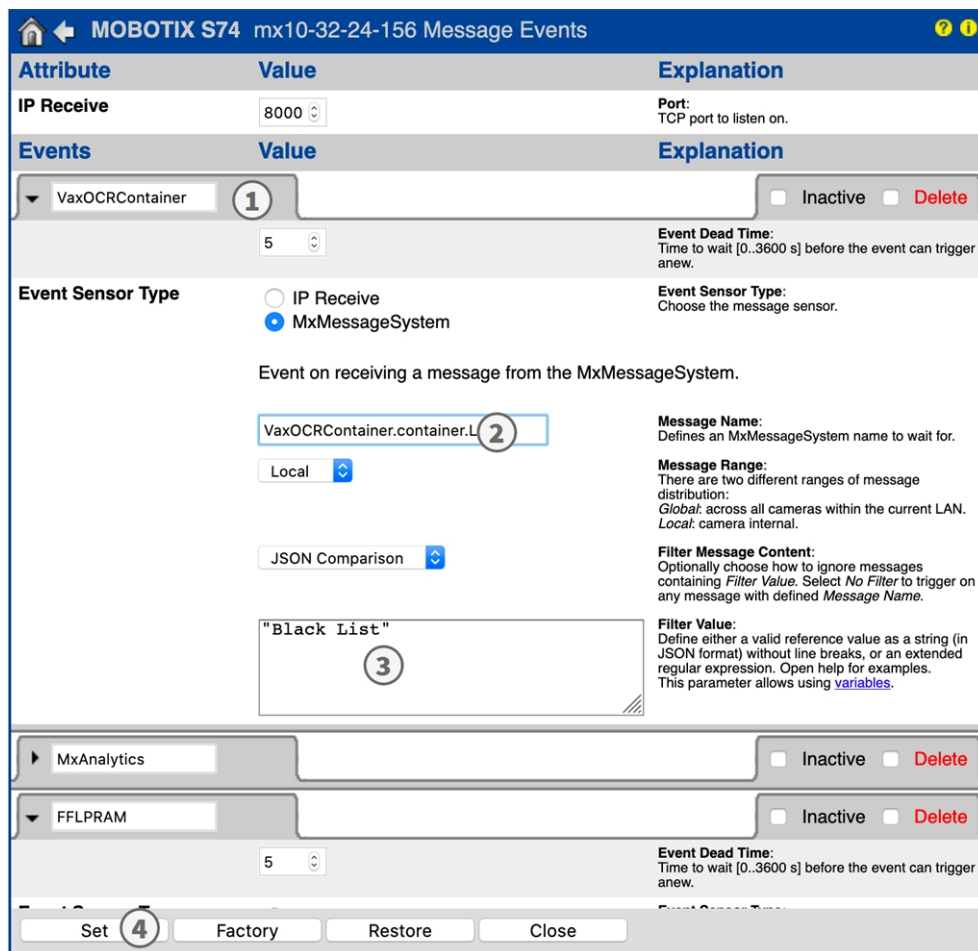 MOBOTIX S74 mx10-32-24-156 Message Events ? i
Attribute Value Explanation
IP Receive 8000 Port:
TCP port to listen on.
Events Value Explanation
VaxOCRContainer 1 Inactive Delete
5 Event Dead Time:
Time to wait [0..3600 s] before the event can trigger
anew.
Event Sensor Type IP Receive Event Sensor Type:
MxMessageSystem Choose the message sensor.
Event on receiving a message from the MxMessageSystem.
VaxOCRContainer.container.L 2 Message Name:
Defines an MxMessageSystem name to wait for.
Local Message Range:
There are two different ranges of message
distribution:
Global: across all cameras within the current LAN.
Local: camera internal.
JSON Comparison Filter Message Content:
Optionally choose how to ignore messages
containing Filter Value. Select No Filter to trigger on
any message with defined Message Name.
"Black List" 3 Filter Value:
Define either a valid reference value as a string (in
JSON format) without line breaks, or an extended
regular expression. Open help for examples.
This parameter allows using variables.
MxAnalytics Inactive Delete
FFLPRAM Inactive Delete
5 Event Dead Time:
Time to wait [0..3600 s] before the event can trigger
anew.
Set 4 Factory Restore Close